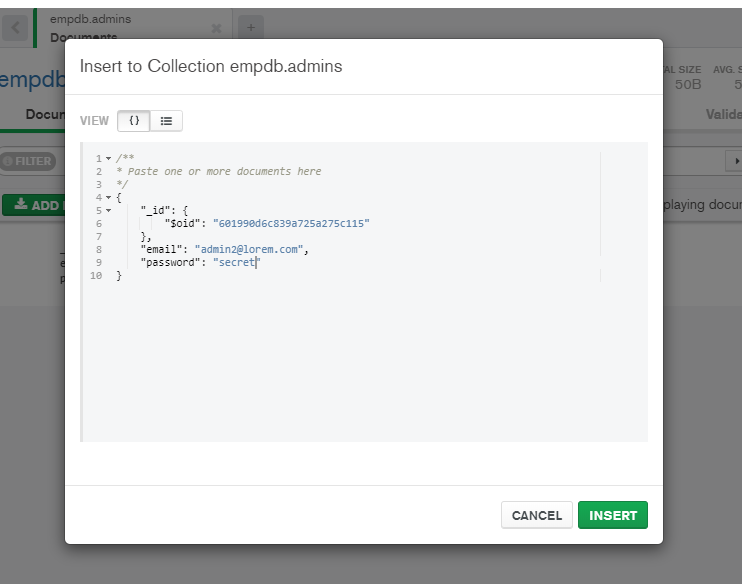 empdb.admins
Documents
+
empdb
AL SIZE
AVG. S
50B
5
Docum
Valida
FILTER
ADD
playing docum
Insert to Collection empdb.admins
VIEW {}
1 /**
2 * Paste one or more documents here
3 */
4 {
5 "_id": {
6 "$oid": "601990d6c839a725a275c115"
7 },
8 "email": "admin2@lorem.com",
9 "password": "secret"
10 }
CANCEL INSERT